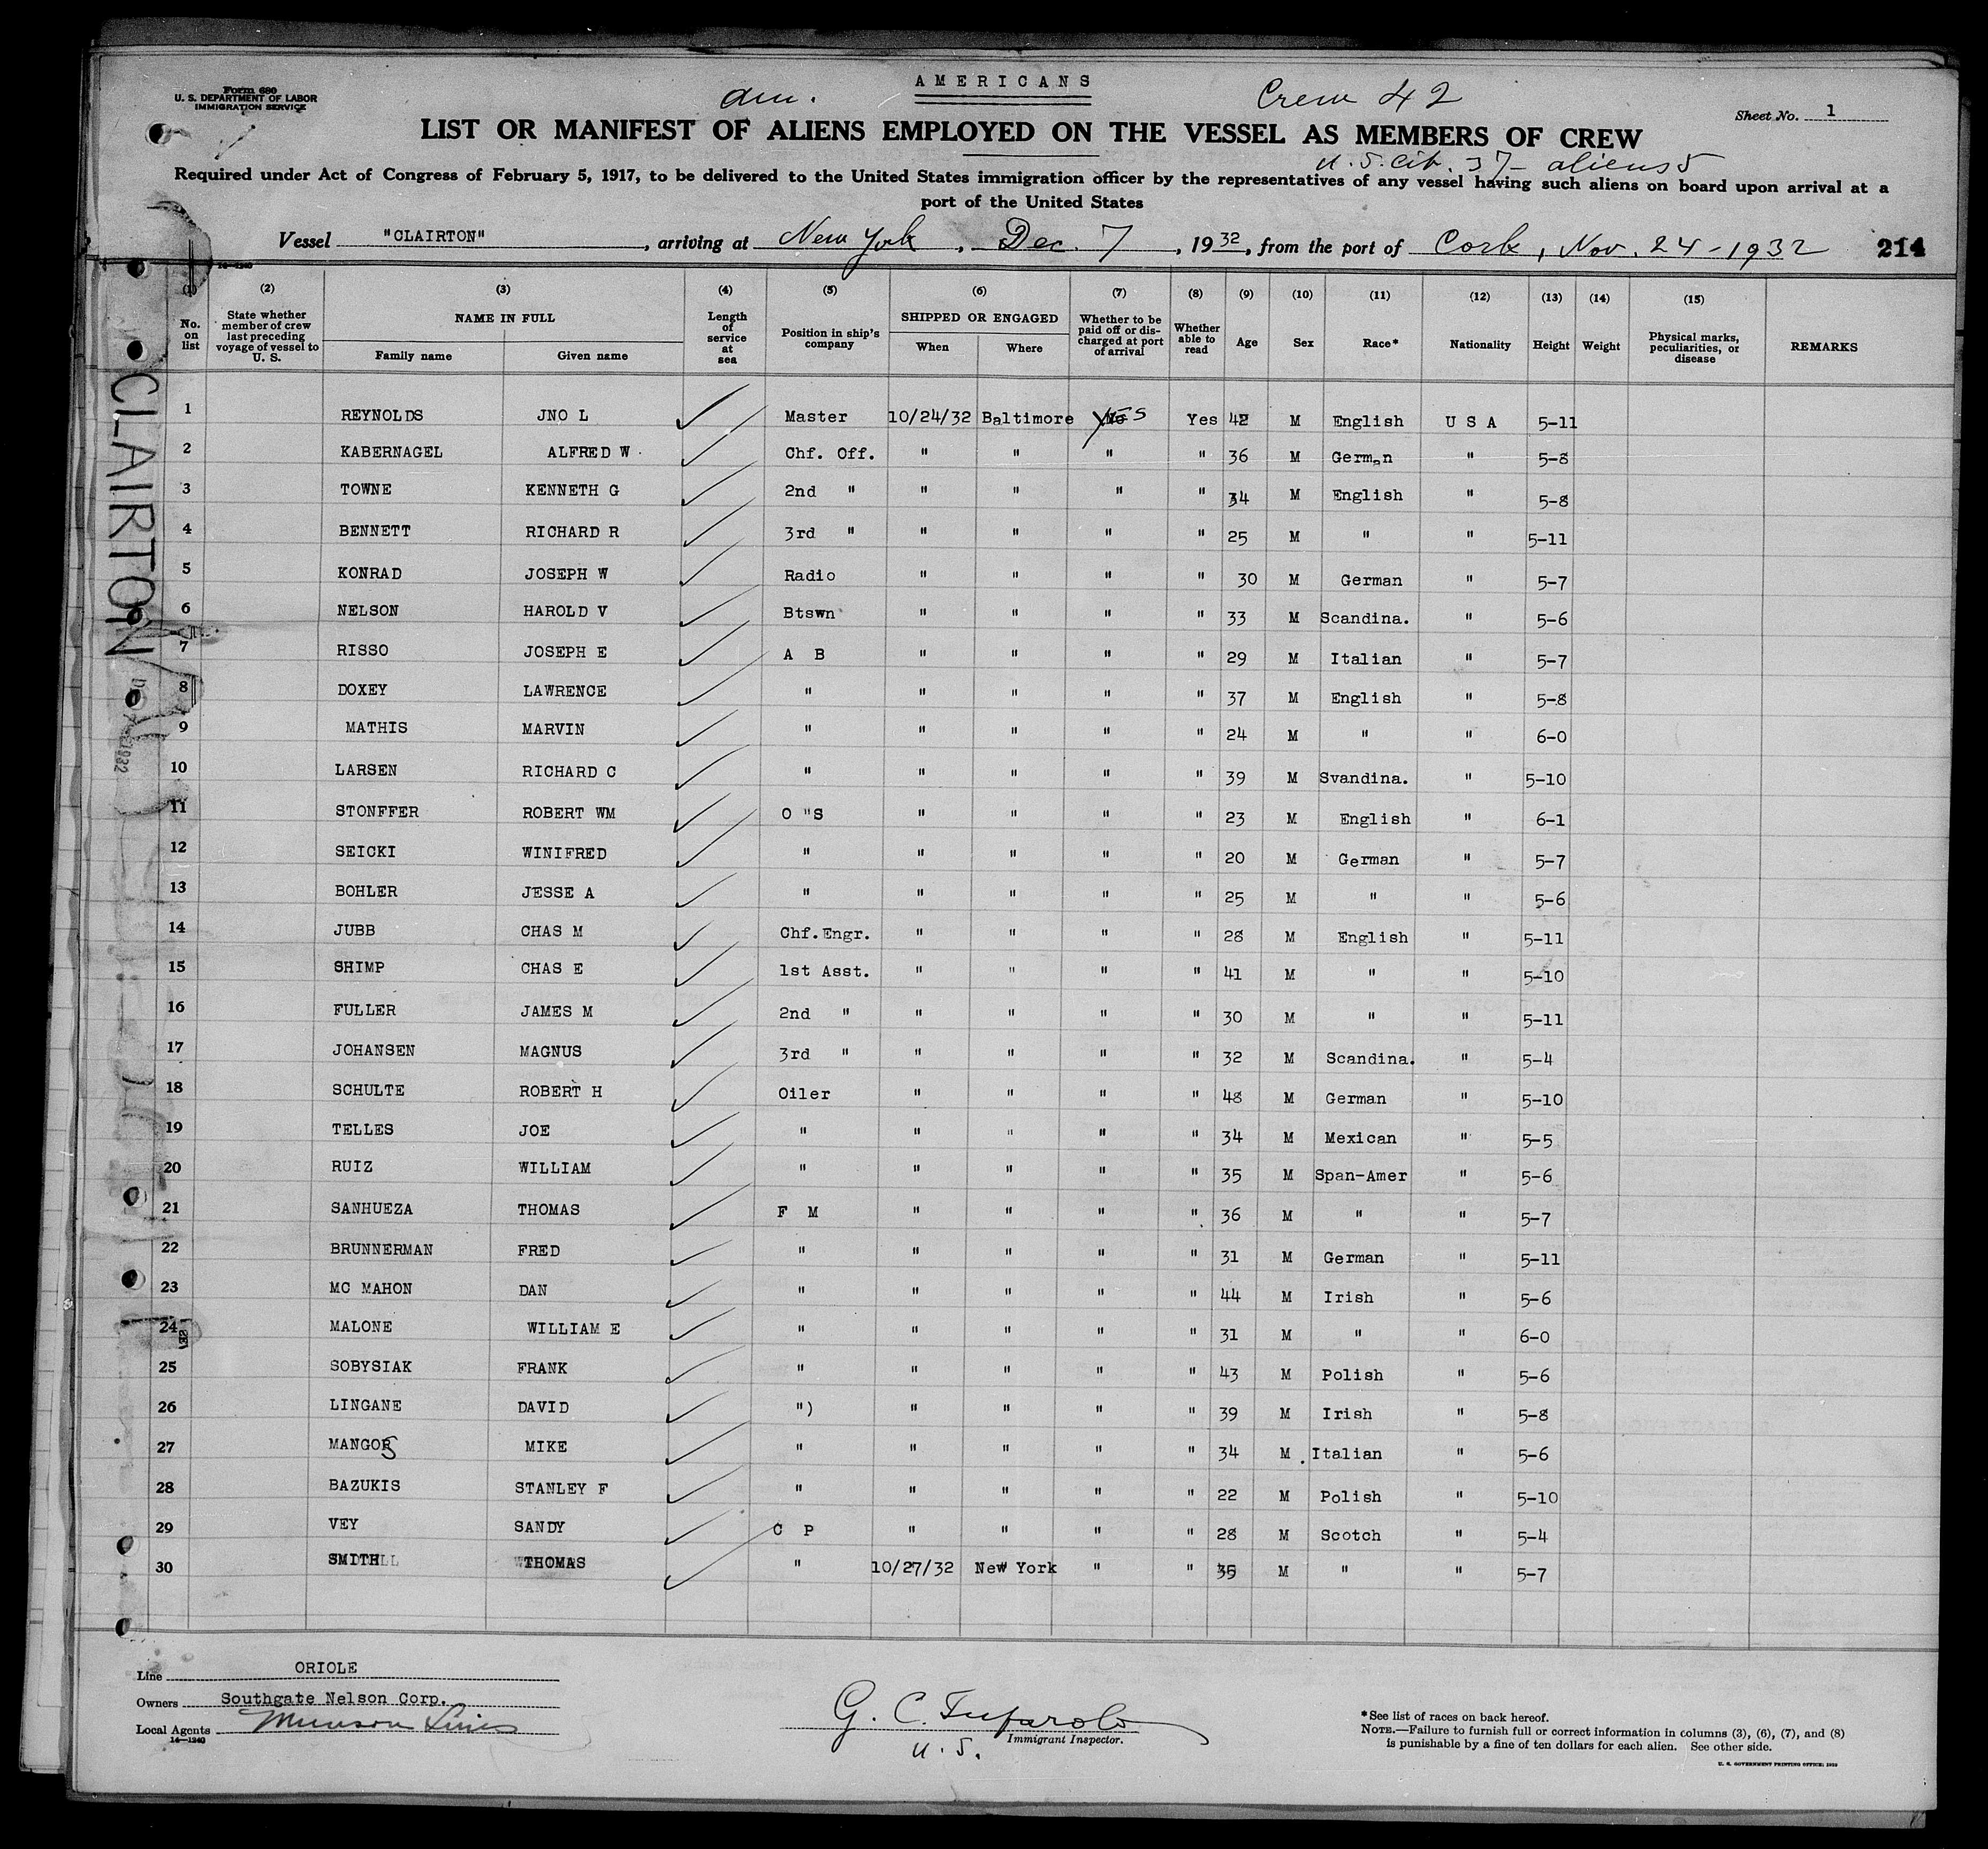 Form 680
U. S. DEPARTMENT OF LABOR
IMMIGRATION SERVICE
AMERICANS
am.
Crew 42
Sheet No. 1
LIST OR MANIFEST OF ALIENS EMPLOYED ON THE VESSEL AS MEMBERS OF CREW
U. S. Cit. 37 - aliens 5
Required under Act of Congress of February 5, 1917, to be delivered to the United States immigration officer by the representatives of any vessel having such aliens on board upon arrival at a
port of the United States
Vessel "CLAIRTON", arriving at New York, Dec. 7, 1932, from the port of Cork, Nov. 24-1932 214
14—1240
CLAIRTON
(1) (2) (3) (4) (5) (6) (7) (8) (9) (10) (11) (12) (13) (14) (15)
No. on list State whether member of crew last preceding voyage of vessel to U. S. NAME IN FULL Family name Given name Length of service at sea Position in ship's company SHIPPED OR ENGAGED When Where Whether to be paid off or discharged at port of arrival Whether able to read Age Sex Race* Nationality Height Weight Physical marks, peculiarities, or disease REMARKS
1 REYNOLDS JNO L Master 10/24/32 Baltimore Yes Yes 42 M English U S A 5-11
2 KABERNAGEL ALFRED W Chf. Off. " " " " 36 M German " 5-8
3 TOWNE KENNETH G 2nd " " " " " 34 M English " 5-8
4 BENNETT RICHARD R 3rd " " " " " 25 M " " 5-11
5 KONRAD JOSEPH W Radio " " " " 30 M German " 5-7
6 NELSON HAROLD V Btswn " " " " 33 M Scandina. " 5-6
7 RISSO JOSEPH E A B " " " " 29 M Italian " 5-7
8 DOXEY LAWRENCE " " " " " 37 M English " 5-8
9 MATHIS MARVIN " " " " " 24 M " " 6-0
10 LARSEN RICHARD C " " " " " 39 M Svandina. " 5-10
11 STONFFER ROBERT WM O "S " " " " 23 M English " 6-1
12 SEICKI WINIFRED " " " " " 20 M German " 5-7
13 BOHLER JESSE A " " " " " 25 M " " 5-6
14 JUBB CHAS M Chf.Engr. " " " " 28 M English " 5-11
15 SHIMP CHAS E 1st Asst. " " " " 41 M " " 5-10
16 FULLER JAMES M 2nd " " " " " 30 M " " 5-11
17 JOHANSEN MAGNUS 3rd " " " " " 32 M Scandina. " 5-4
18 SCHULTE ROBERT H Oiler " " " " 48 M German " 5-10
19 TELLES JOE " " " " " 34 M Mexican " 5-5
20 RUIZ WILLIAM " " " " " 35 M Span-Amer " 5-6
21 SANHUEZA THOMAS F M " " " " 36 M " " 5-7
22 BRUNNERMAN FRED " " " " " 31 M German " 5-11
23 MC MAHON DAN " " " " " 44 M Irish " 5-6
24 MALONE WILLIAM E " " " " " 31 M " " 6-0
25 SOBYSIAK FRANK " " " " " 43 M Polish " 5-6
26 LINGANE DAVID ") " " " " 39 M Irish " 5-8
27 MANGOS MIKE " " " " " 34 M Italian " 5-6
28 BAZUKIS STANLEY F " " " " " 22 M Polish " 5-10
29 VEY SANDY C P " " " " 28 M Scotch " 5-4
30 SMITH THOMAS " 10/27/32 New York " " 35 M " " 5-7
Line ORIOLE
Owners Southgate Nelson Corp.
Local Agents Munson Lines
14—1240
G. C. Tufarolo
Immigrant Inspector.
U. S.
*See list of races on back hereof.
NOTE.—Failure to furnish full or correct information in columns (3), (6), (7), and (8)
is punishable by a fine of ten dollars for each alien. See other side.